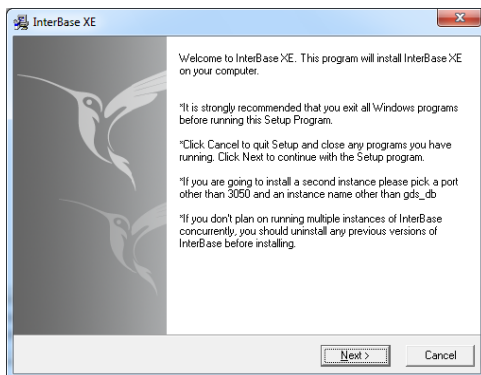 InterBase XE
Welcome to InterBase XE. This program will install InterBase XE
on your computer.
*It is strongly recommended that you exit all Windows programs
before running this Setup Program.
*Click Cancel to quit Setup and close any programs you have
running. Click Next to continue with the Setup program.
*If you are going to install a second instance please pick a port
other than 3050 and an instance name other than gds_db
*If you don't plan on running multiple instances of InterBase
concurrently, you should uninstall any previous versions of
InterBase before installing.
Next >
Cancel